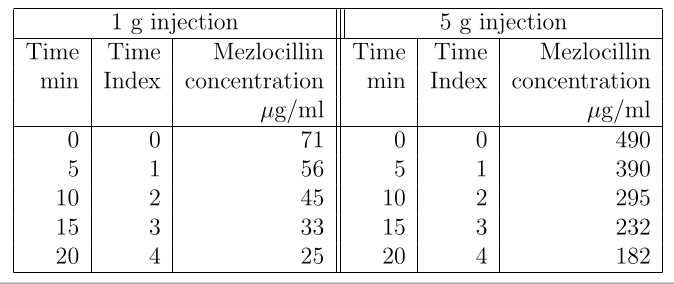 1 g injection 5 g injection
Time Time Mezlocillin Time Time Mezlocillin
min Index concentration min Index concentration
μg/ml μg/ml
0 0 71 0 0 490
5 1 56 5 1 390
10 2 45 10 2 295
15 3 33 15 3 232
20 4 25 20 4 182